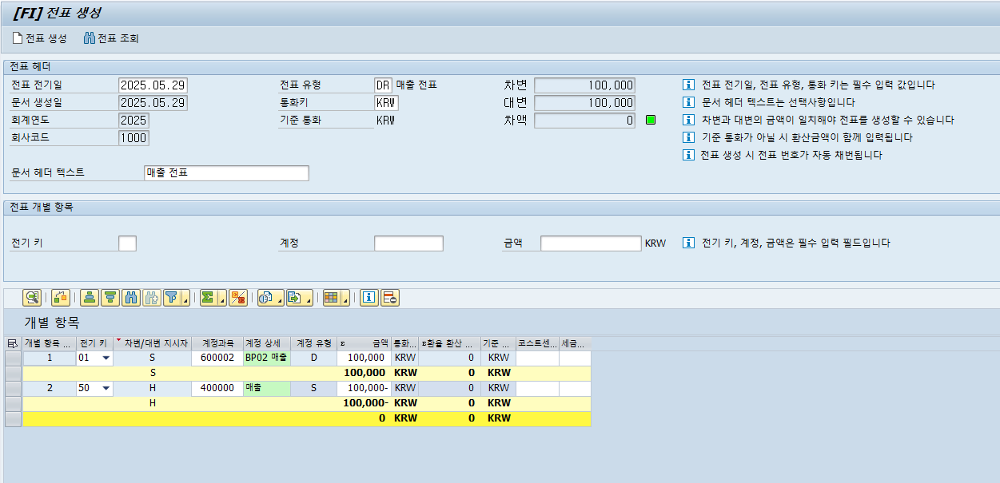 [FI] 전표 생성
전표 생성 전표 조회
전표 헤더
전표 전기일 2025.05.29 전표 유형 DR 매출 전표 차변 100,000 전표 전기일, 전표 유형, 통화 키는 필수 입력 값입니다
문서 생성일 2025.05.29 통화키 KRW 대변 100,000 문서 헤더 텍스트는 선택사항입니다
회계연도 2025 기준 통화 KRW 차액 0 차변과 대변의 금액이 일치해야 전표를 생성할 수 있습니다
회사코드 1000 기준 통화가 아닐 시 환산금액이 함께 입력됩니다
전표 생성 시 전표 번호가 자동 채번됩니다
문서 헤더 텍스트 매출 전표
전표 개별 항목
전기 키 계정 금액 KRW 전기 키, 계정, 금액은 필수 입력 필드입니다
개별 항목
개별 항목 ... 전기 키 차변/대변 지시자 계정과목 계정 상세 계정 유형 Σ 금액 통화... Σ환율 환산 ... 기준 ... 코스트센... 세금...
1 01 S 600002 BP02 매출 D 100,000 KRW 0 KRW
S 100,000 KRW 0 KRW
2 50 H 400000 매출 S 100,000- KRW 0 KRW
H 100,000- KRW 0 KRW
0 KRW 0 KRW